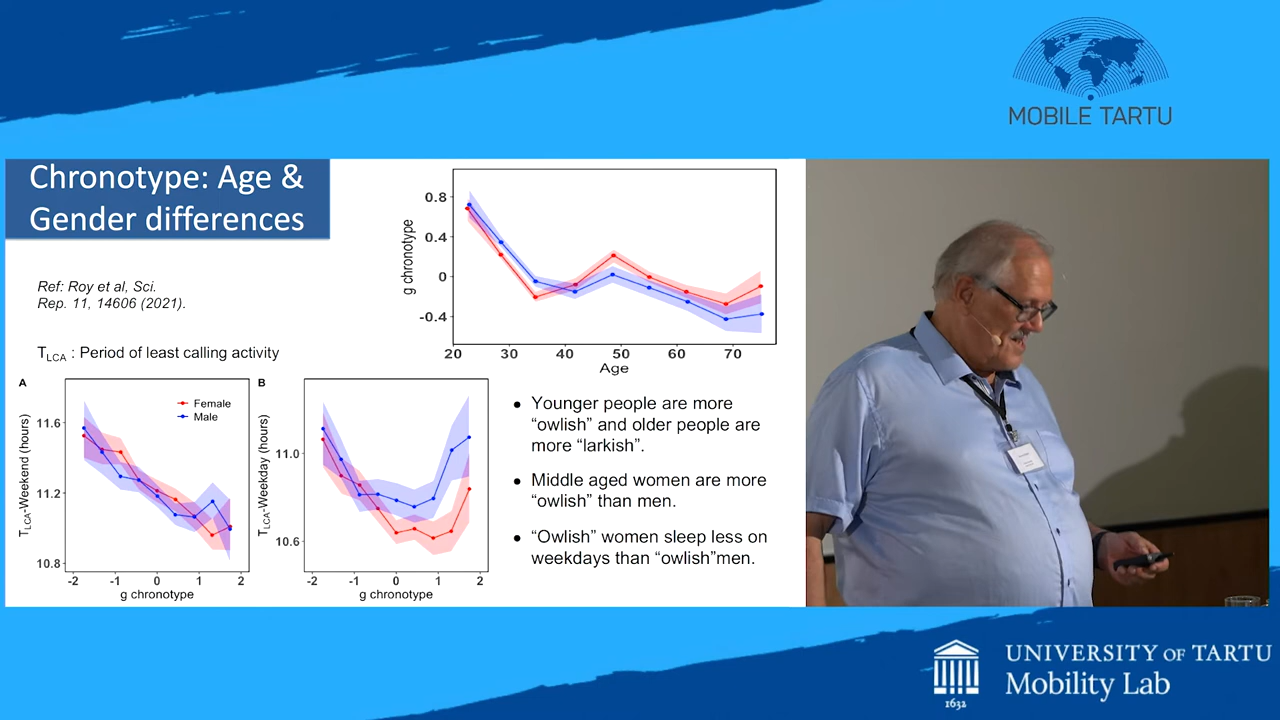 MOBILE TARTU
Chronotype: Age &
Gender differences
Ref: Roy et al, Sci.
Rep. 11, 14606 (2021).
T_LCA : Period of least calling activity
g chronotype
0.8
0.4
0
-0.4
20 30 40 50 60 70
Age
A
T_LCA-Weekend (hours)
11.6
11.2
10.8
Female
Male
-2 -1 0 1 2
g chronotype
B
T_LCA-Weekday (hours)
11.0
10.6
-2 -1 0 1 2
g chronotype
● Younger people are more
“owlish” and older people are
more “larkish”.
● Middle aged women are more
“owlish” than men.
● “Owlish” women sleep less on
weekdays than “owlish”men.
UNIVERSITY OF TARTU
Mobility Lab
1632